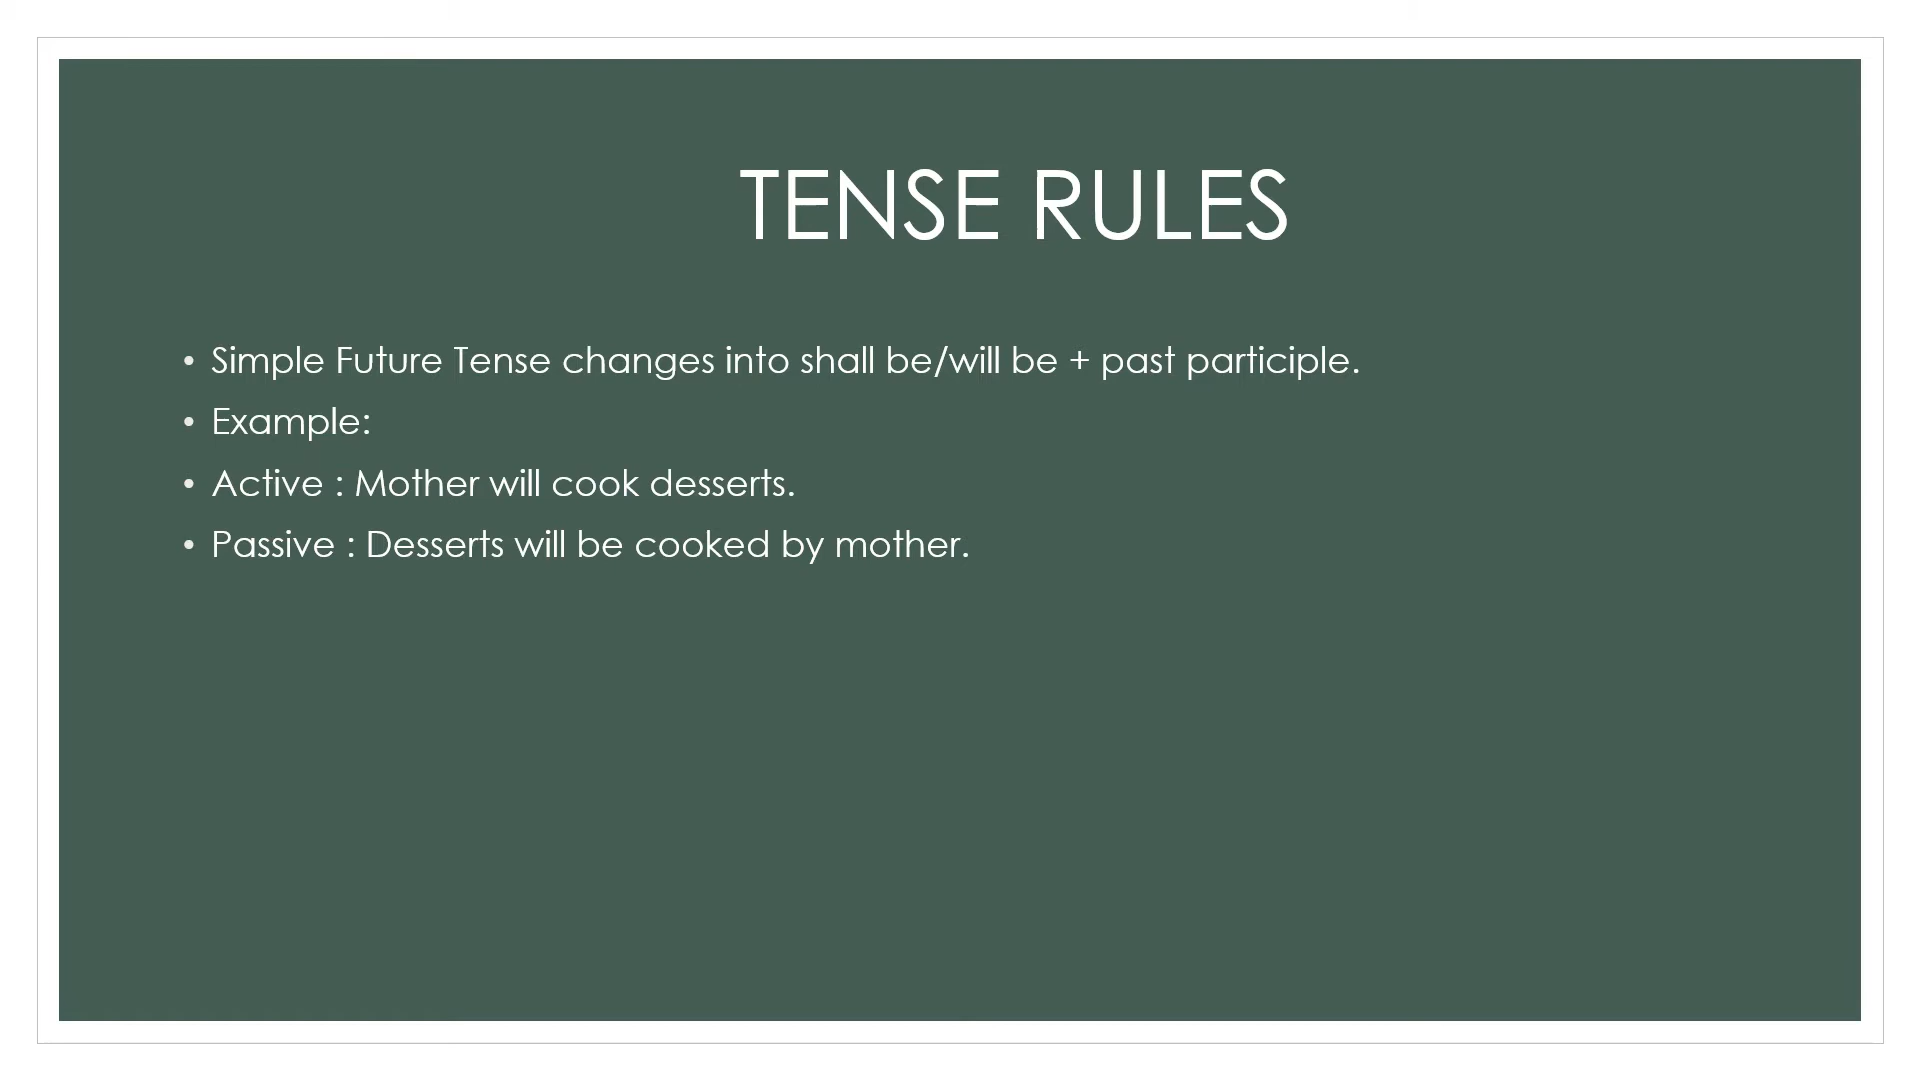 TENSE RULES
• Simple Future Tense changes into shall be/will be + past participle.
• Example:
• Active : Mother will cook desserts.
• Passive : Desserts will be cooked by mother.